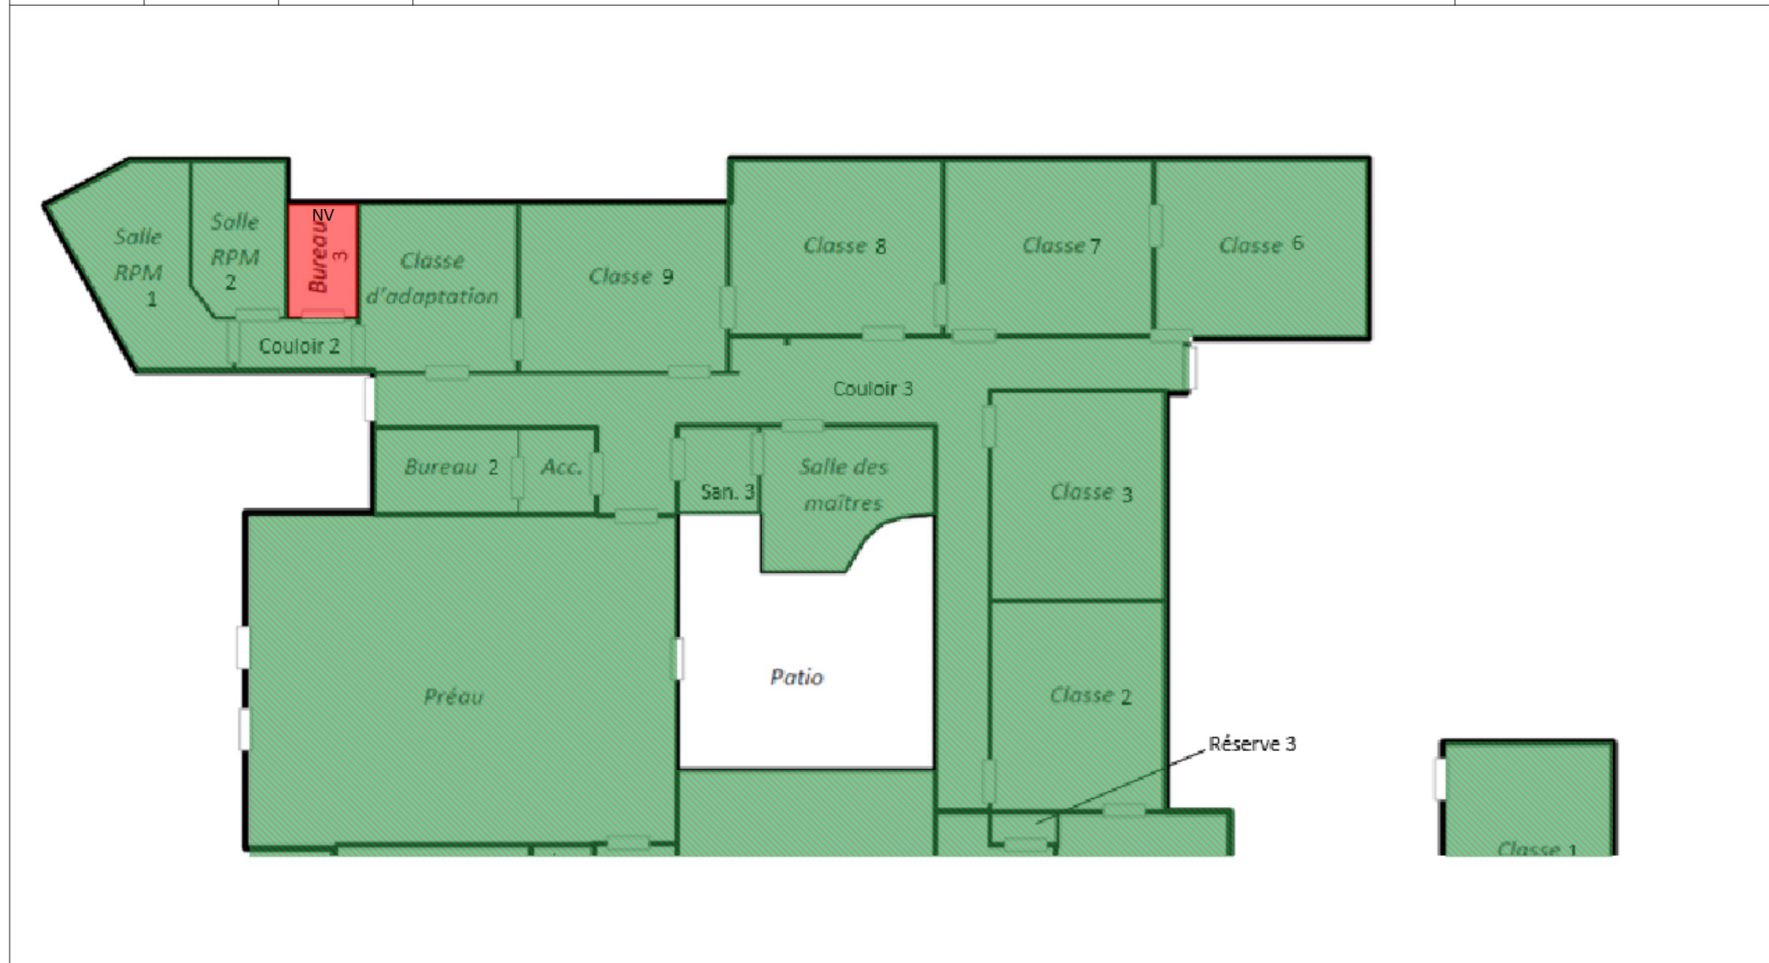 Salle
RPM
1
Salle
RPM
2
NV
Bureau
3
Classe
d'adaptation
Classe 9
Classe 8
Classe 7
Classe 6
Couloir 2
Couloir 3
Bureau 2
Acc.
San. 3
Salle des
maîtres
Classe 3
Préau
Patio
Classe 2
Réserve 3
Classe 1